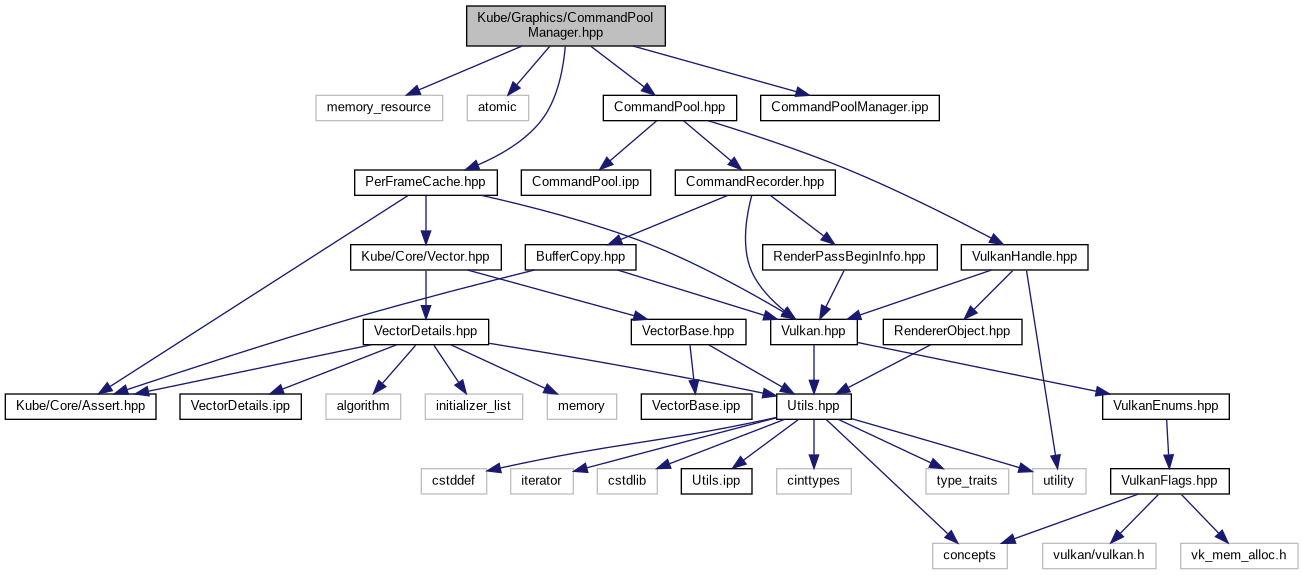 Kube/Graphics/CommandPool
Manager.hpp
memory_resource
atomic
CommandPool.hpp
CommandPoolManager.ipp
PerFrameCache.hpp
CommandPool.ipp
CommandRecorder.hpp
Kube/Core/Vector.hpp
BufferCopy.hpp
RenderPassBeginInfo.hpp
VulkanHandle.hpp
VectorDetails.hpp
VectorBase.hpp
Vulkan.hpp
RendererObject.hpp
Kube/Core/Assert.hpp
VectorDetails.ipp
algorithm
initializer_list
memory
VectorBase.ipp
Utils.hpp
VulkanEnums.hpp
cstddef
iterator
cstdlib
Utils.ipp
cinttypes
type_traits
utility
VulkanFlags.hpp
concepts
vulkan/vulkan.h
vk_mem_alloc.h